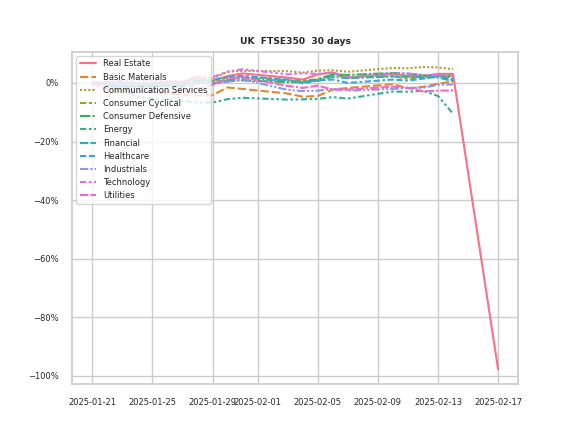 UK FTSE350 30 days
Real Estate
Basic Materials
Communication Services
Consumer Cyclical
Consumer Defensive
Energy
Financial
Healthcare
Industrials
Technology
Utilities
0%
−20%
−40%
−60%
−80%
−100%
2025-01-21 2025-01-25 2025-01-29 2025-02-01 2025-02-05 2025-02-09 2025-02-13 2025-02-17